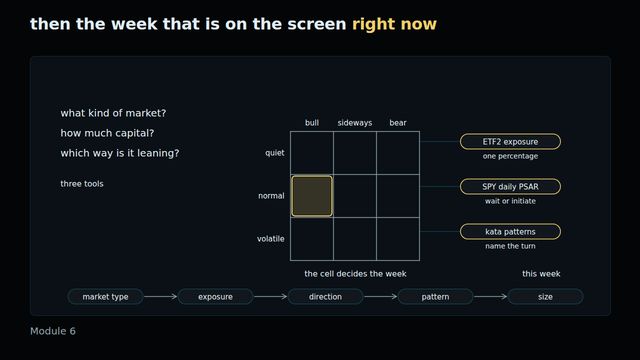 then the week that is on the screen right now
what kind of market?
how much capital?
which way is it leaning?
three tools
bull sideways bear
quiet
normal
volatile
ETF2 exposure
one percentage
SPY daily PSAR
wait or initiate
kata patterns
name the turn
the cell decides the week
this week
market type
exposure
direction
pattern
size
Module 6